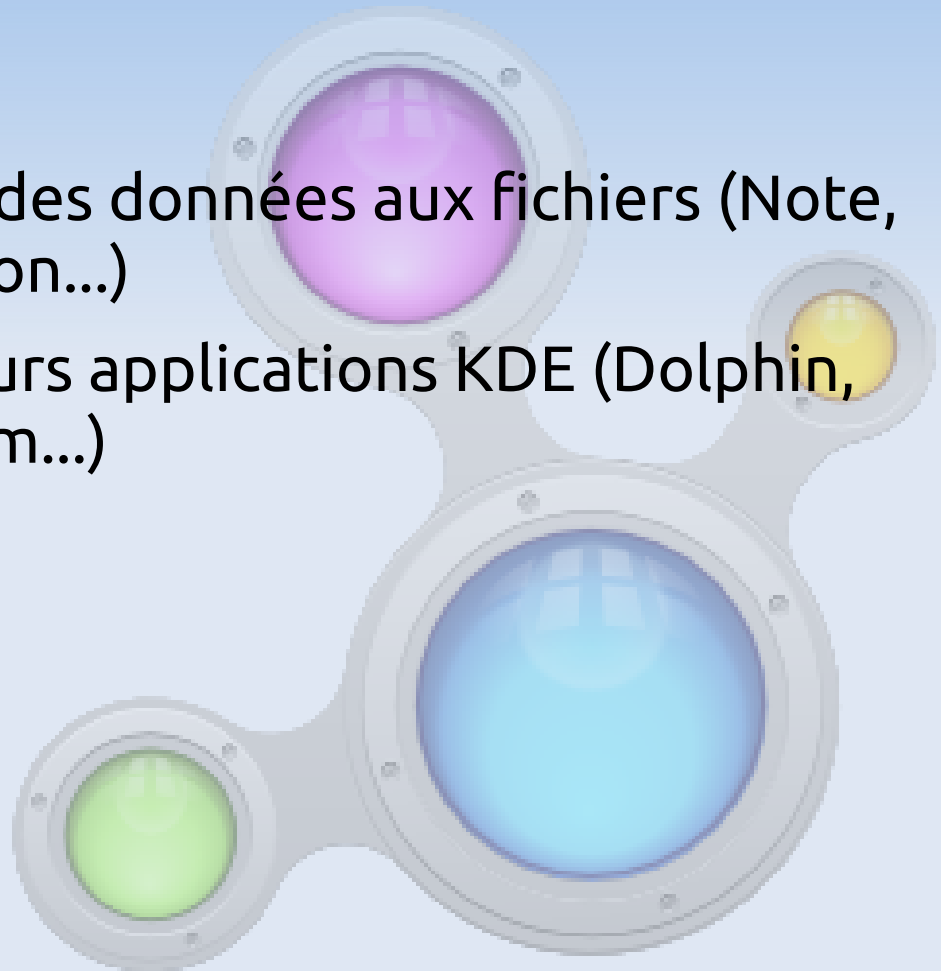 des données aux fichiers (Note,
on...)
urs applications KDE (Dolphin,
m...)